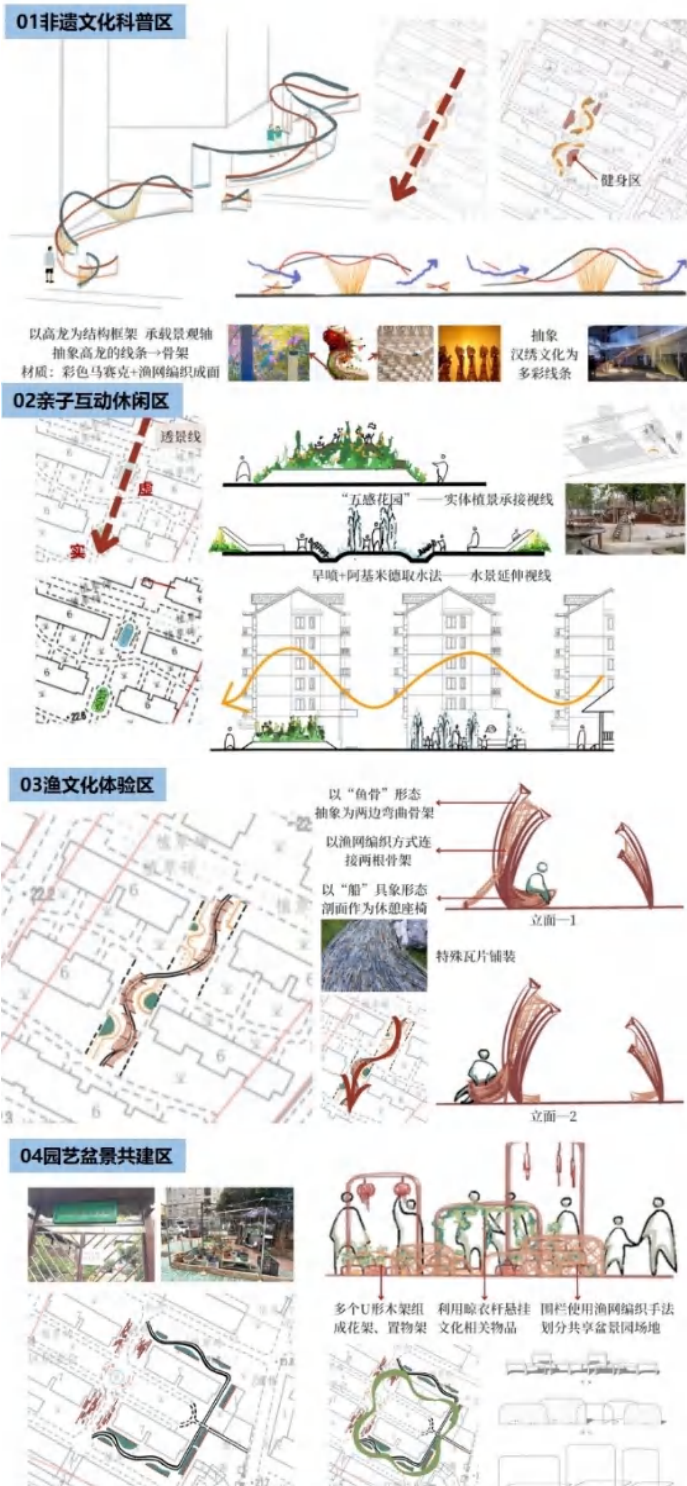 01非遗文化科普区
健身区
以高龙为结构框架 承载景观轴
抽象高龙的线条→骨架
材质：彩色马赛克+渔网编织成面
抽象
汉绣文化为
多彩线条
02亲子互动休闲区
透景线
虚
实
“五感花园”——实体植景承接视线
旱喷+阿基米德取水法——水景延伸视线
6
6
6
22.6
03渔文化体验区
以“鱼骨”形态
抽象为两边弯曲骨架
以渔网编织方式连
接两根骨架
以“船”具象形态
剖面作为休憩座椅
立面—1
特殊瓦片铺装
22.2
6
6
6
立面—2
04园艺盆景共建区
多个U形木架组
成花架、置物架
利用晾衣杆悬挂
文化相关物品
围栏使用渔网编织手法
划分共享盆景园场地